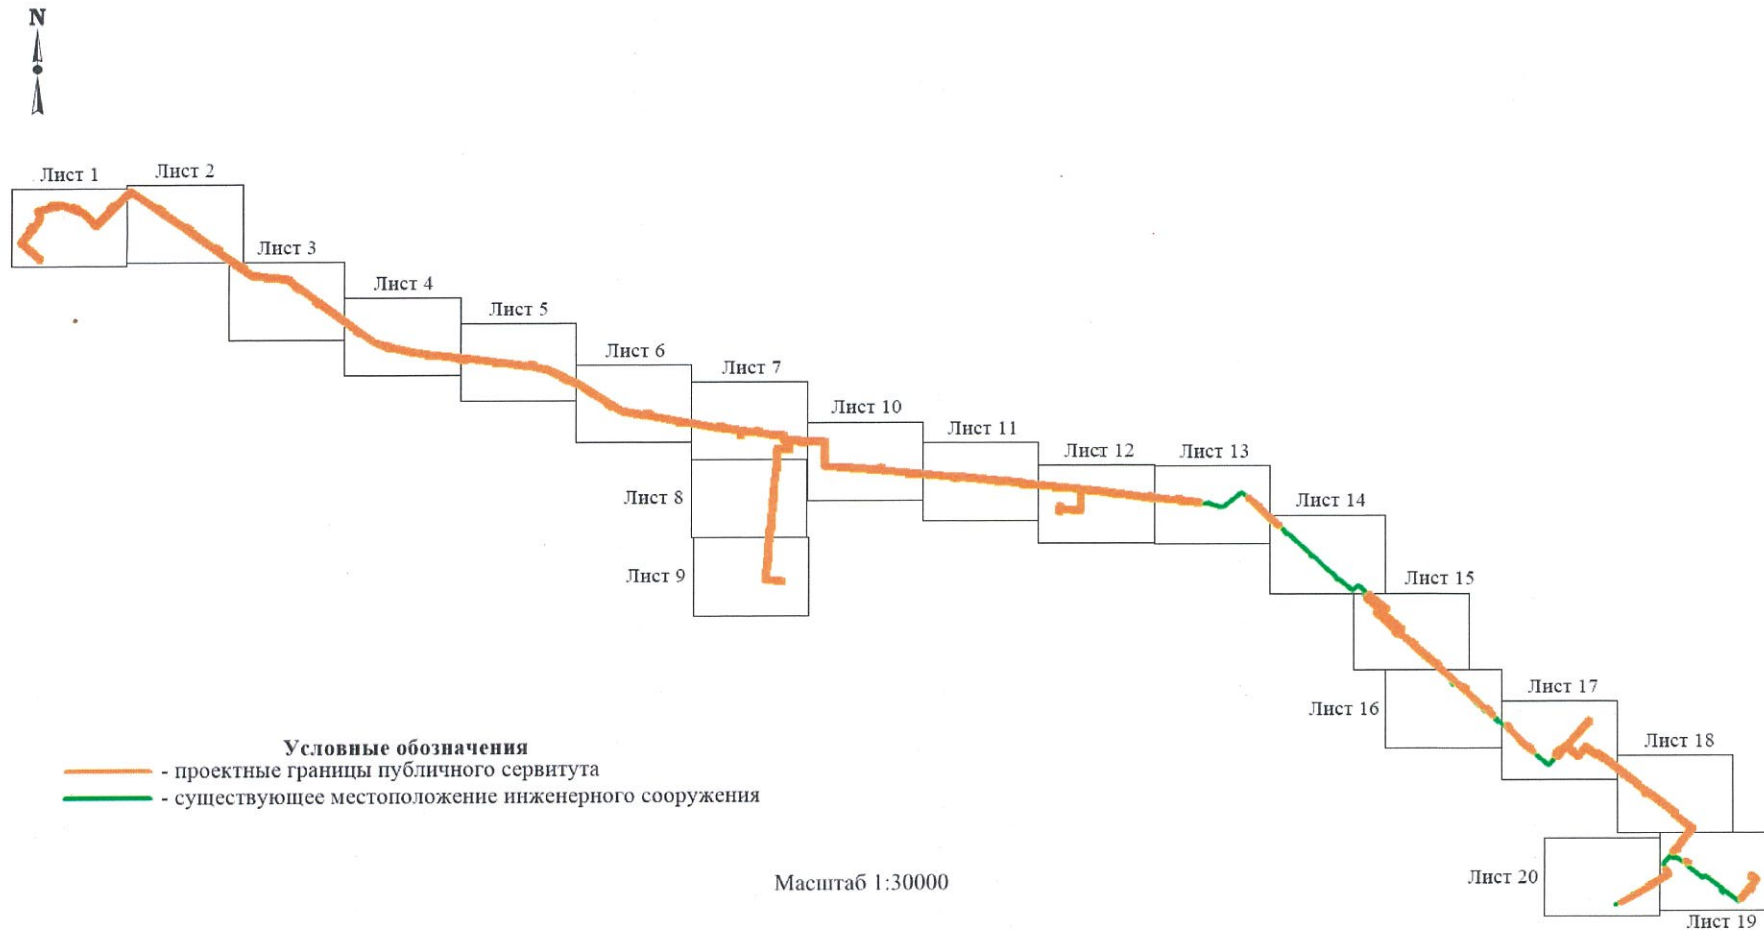 N
Лист 1
Лист 2
Лист 3
Лист 4
Лист 5
Лист 6
Лист 7
Лист 10
Лист 11
Лист 12
Лист 13
Лист 8
Лист 14
Лист 9
Лист 15
Лист 17
Лист 16
Лист 18
Условные обозначения
- проектные границы публичного сервитута
- существующее местоположение инженерного сооружения
Масштаб 1:30000
Лист 20
Лист 19